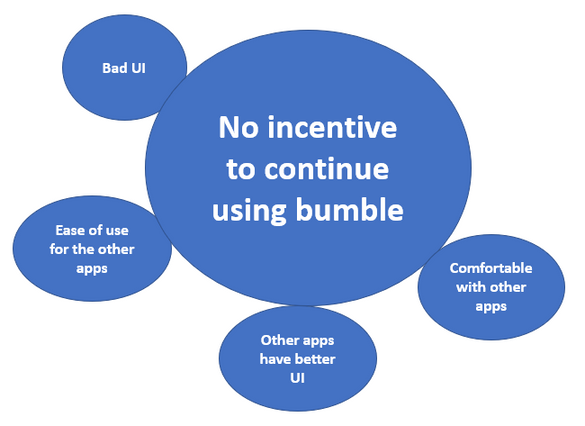 Bad UI
No incentive
to continue
using bumble
Ease of use
for the other
apps
Comfortable
with other
apps
Other apps
have better
UI